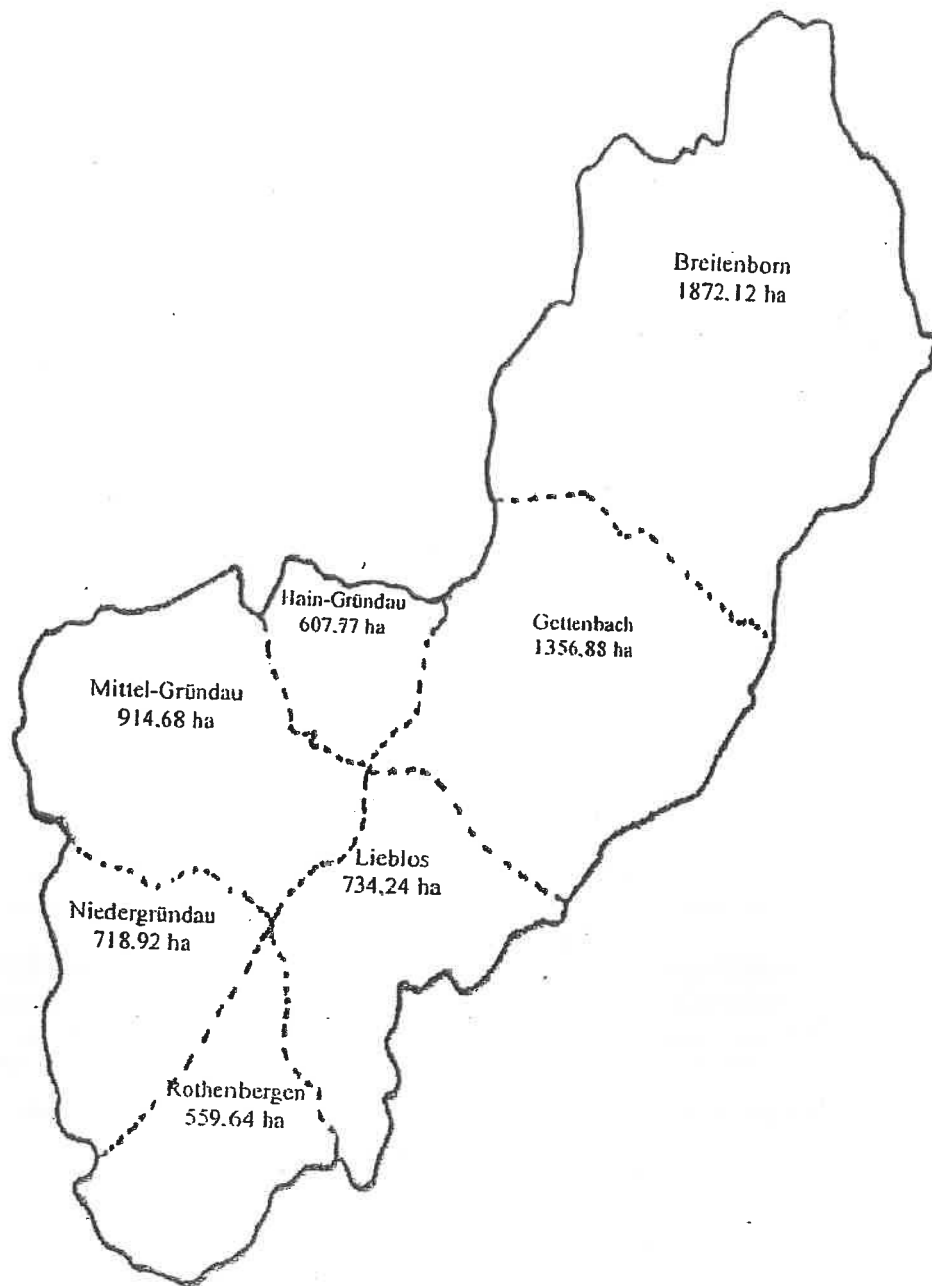 Breitenborn
1872.12 ha
Hain-Gründau
607.77 ha
Gettenbach
1356,88 ha
Mittel-Gründau
914.68 ha
Lieblos
734,24 ha
Niedergründau
718.92 ha
Rothenbergen
559.64 ha